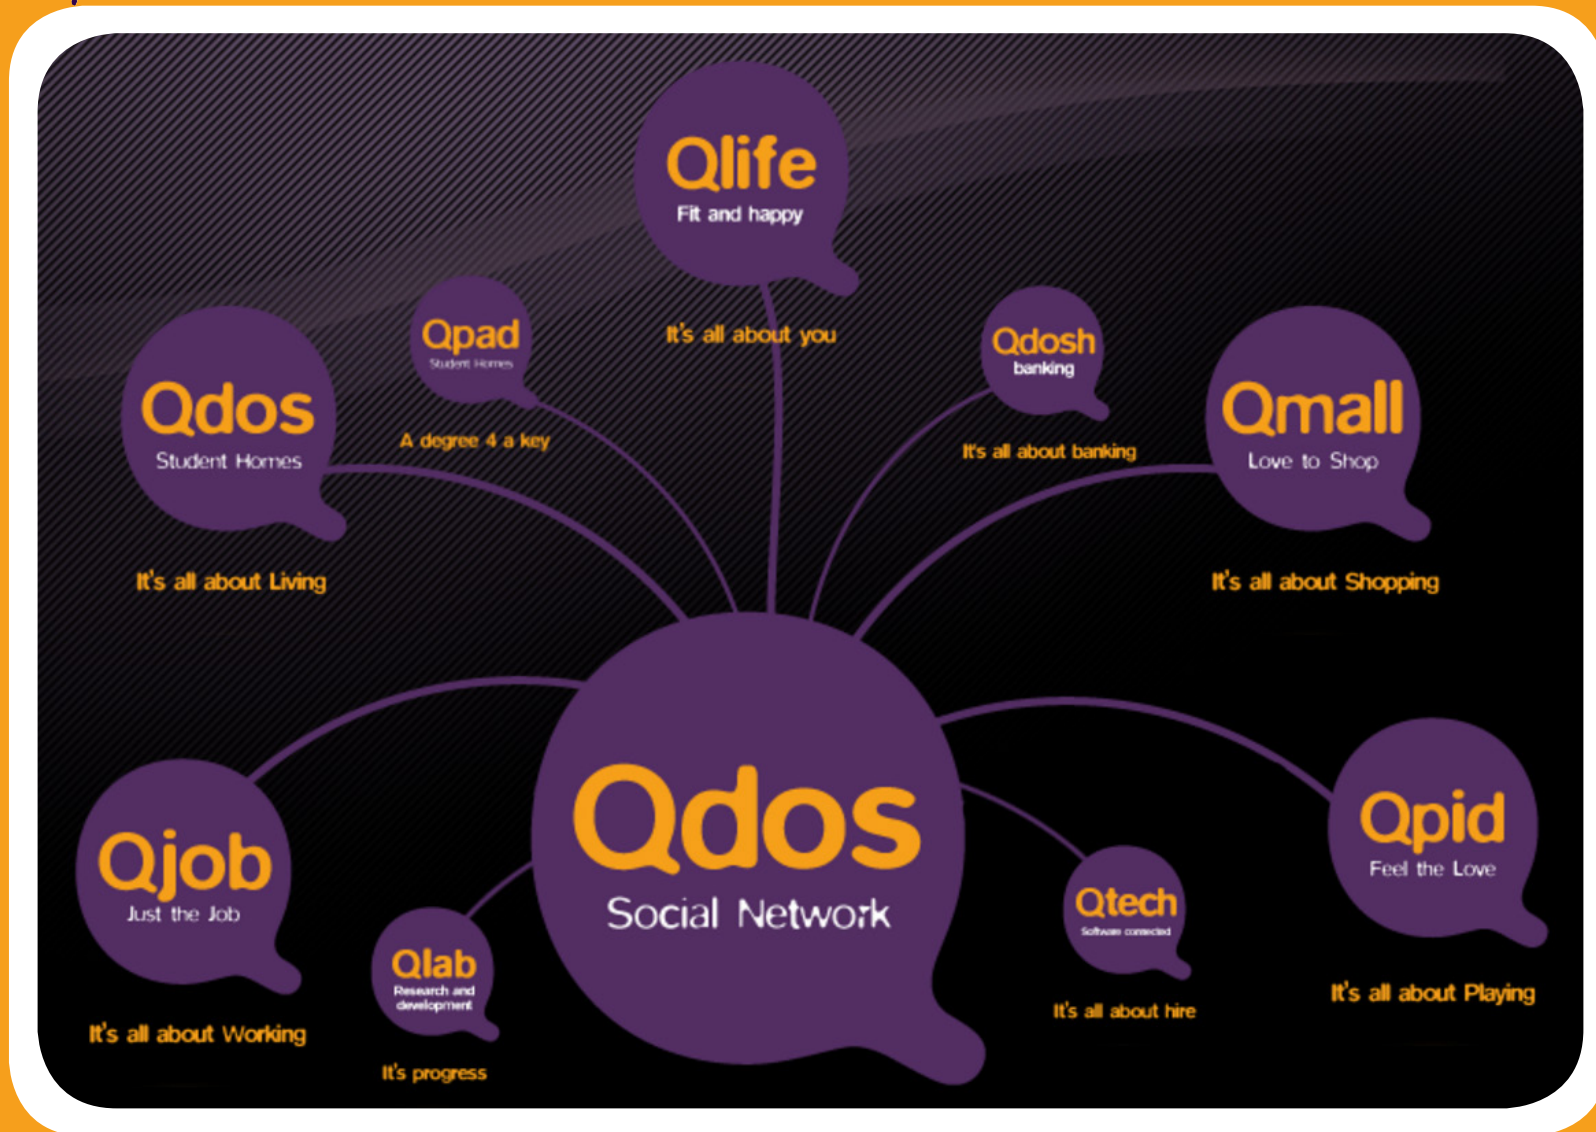 Qlife
Fit and happy
It's all about you
Qpad
Student Homes
A degree 4 a key
Qdosh
banking
It's all about banking
Qdos
Student Homes
It's all about Living
Qmall
Love to Shop
It's all about Shopping
Qdos
Social Network
Qjob
Just the Job
It's all about Working
Qlab
Research and
development
It's progress
Qtech
Software connected
It's all about hire
Qpid
Feel the Love
It's all about Playing